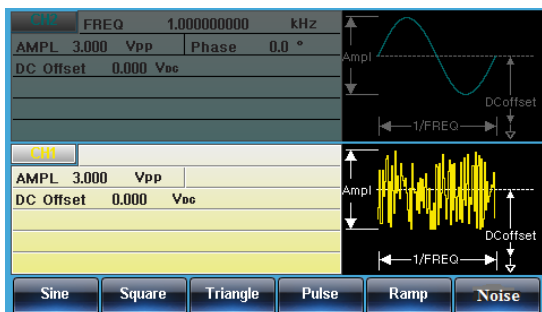 CH2 FREQ 1.000000000 kHz
AMPL 3.000 Vpp Phase 0.0 °
DC Offset 0.000 VDC
Ampl
DCoffset
1/FREQ
CH1
AMPL 3.000 Vpp
DC Offset 0.000 VDC
Ampl
DCoffset
1/FREQ
Sine Square Triangle Pulse Ramp Noise